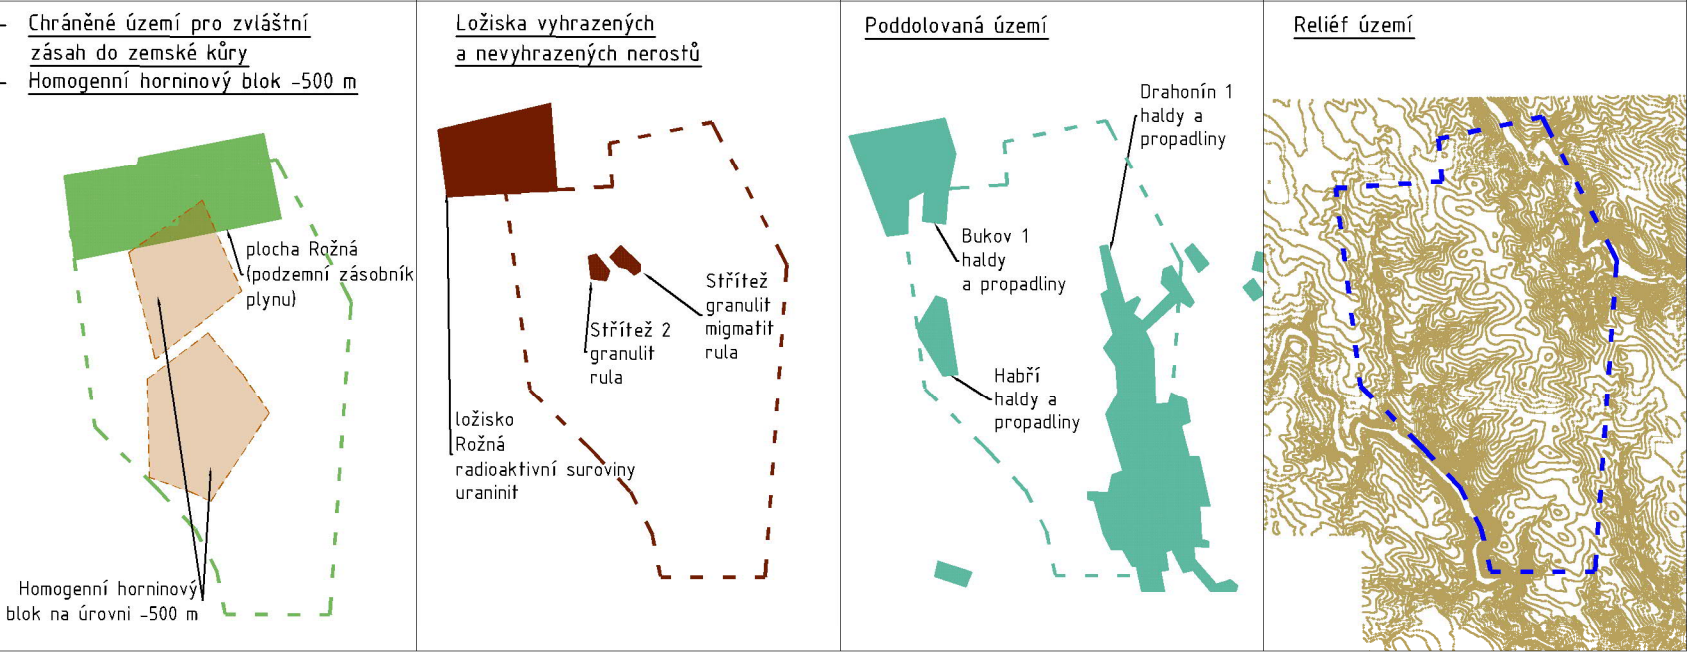 - Chráněné území pro zvláštní
zásah do zemské kůry
- Homogenní horninový blok -500 m
plocha Rožná
(podzemní zásobník
plynu)
Homogenní horninový
blok na úrovni -500 m
Ložiska vyhrazených
a nevyhrazených nerostů
Střítež
granulit
migmatit
rula
Střítež 2
granulit
rula
ložisko
Rožná
radioaktivní suroviny
uraninit
Poddolovaná území
Drahonín 1
haldy a
propadliny
Bukov 1
haldy
a propadliny
Habří
haldy a
propadliny
Reliéf území